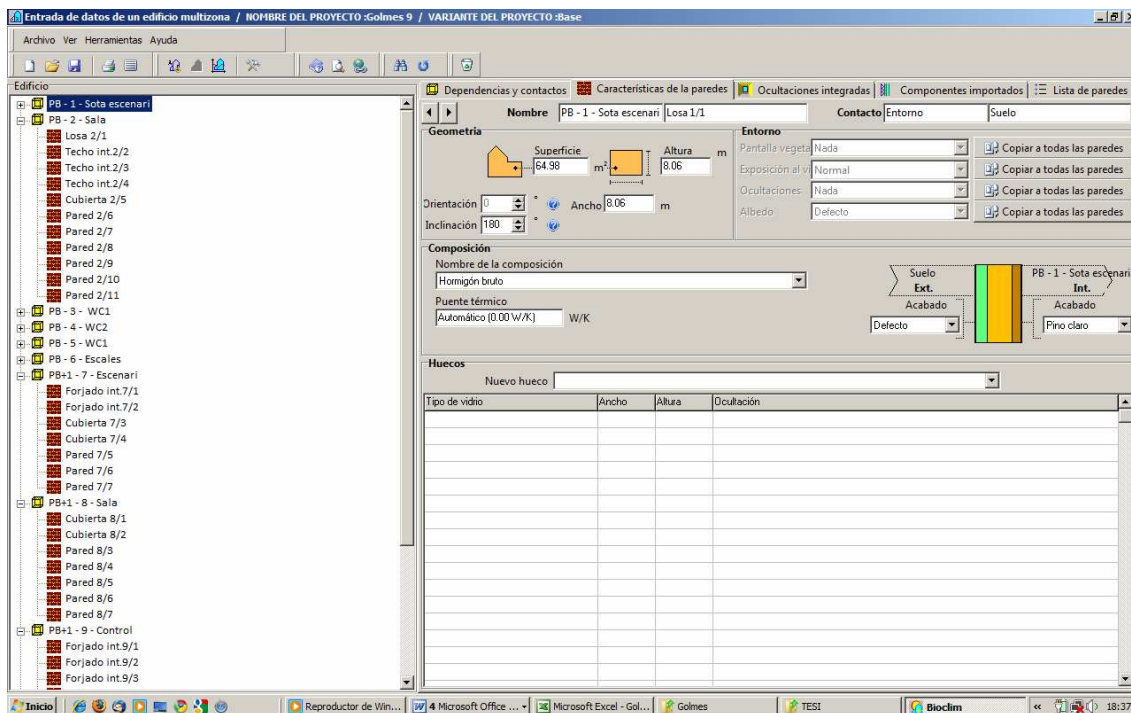 Entrada de datos de un edificio multizona / NOMBRE DEL PROYECTO :Golmes 9 / VARIANTE DEL PROYECTO :Base
Archivo Ver Herramientas Ayuda
Edificio
PB - 1 - Sota escenari
PB - 2 - Sala
Losa 2/1
Techo int.2/2
Techo int.2/3
Techo int.2/4
Cubierta 2/5
Pared 2/6
Pared 2/7
Pared 2/8
Pared 2/9
Pared 2/10
Pared 2/11
PB - 3 - WC1
PB - 4 - WC2
PB - 5 - WC1
PB - 6 - Escales
PB+1 - 7 - Escenari
Forjado int.7/1
Forjado int.7/2
Cubierta 7/3
Cubierta 7/4
Pared 7/5
Pared 7/6
Pared 7/7
PB+1 - 8 - Sala
Cubierta 8/1
Cubierta 8/2
Pared 8/3
Pared 8/4
Pared 8/5
Pared 8/6
Pared 8/7
PB+1 - 9 - Control
Forjado int.9/1
Forjado int.9/2
Forjado int.9/3
Dependencias y contactos Características de la paredes Ocultaciones integradas Componentes importados Lista de paredes
Nombre PB - 1 - Sota escenari Losa 1/1 Contacto Entorno Suelo
Geometría
Superficie 64.98 m²
Altura 8.06 m
Orientación 0 °
Ancho 8.06 m
Inclinación 180 °
Entorno
Pantalla vegeta Nada Copiar a todas las paredes
Exposición al vi Normal Copiar a todas las paredes
Ocultaciones Nada Copiar a todas las paredes
Albedo Defecto Copiar a todas las paredes
Composición
Nombre de la composición
Hormigón bruto
Puente térmico
Automático (0.00 W/K) W/K
Suelo
Ext.
Acabado
Defecto
PB - 1 - Sota escenari
Int.
Acabado
Pino claro
Huecos
Nuevo hueco
Tipo de vidrio Ancho Altura Ocultación
Inicio Reproductor de Win... 4 Microsoft Office ... Microsoft Excel - Gol... Golmes TESI Bioclim « 18:37